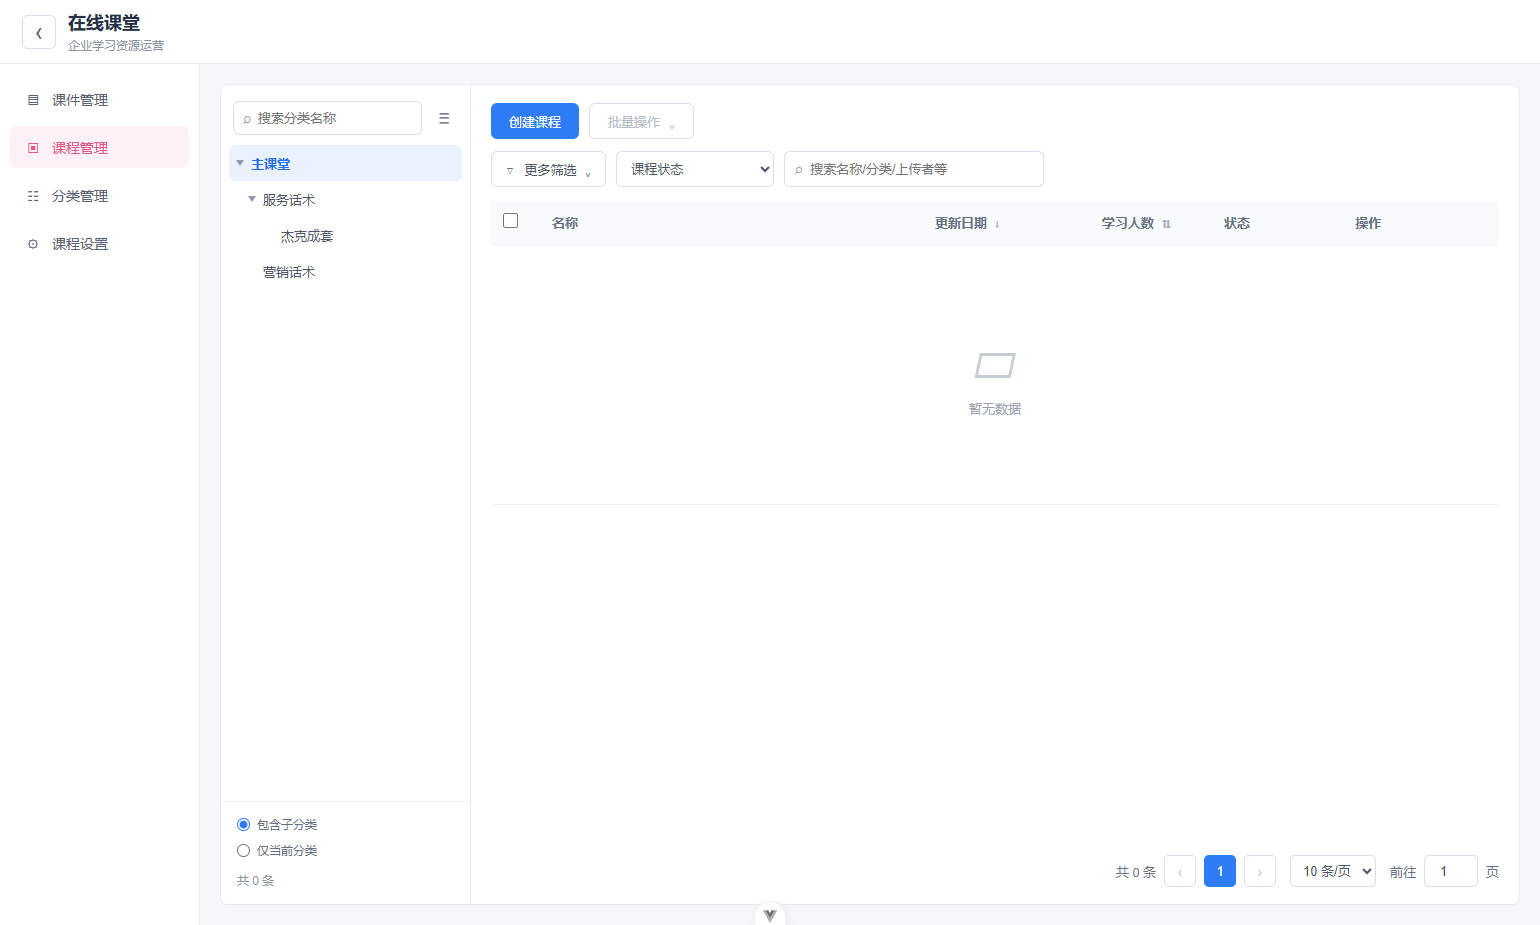 在线课堂
企业学习资源运营
课件管理
课程管理
分类管理
课程设置
搜索分类名称
主课堂
服务话术
杰克成套
营销话术
包含子分类
仅当前分类
共 0 条
创建课程
批量操作
更多筛选
课程状态
搜索名称/分类/上传者等
名称 更新日期 ↓ 学习人数 ⇅ 状态 操作
暂无数据
共 0 条 ‹ 1 › 10 条/页 前往 1 页